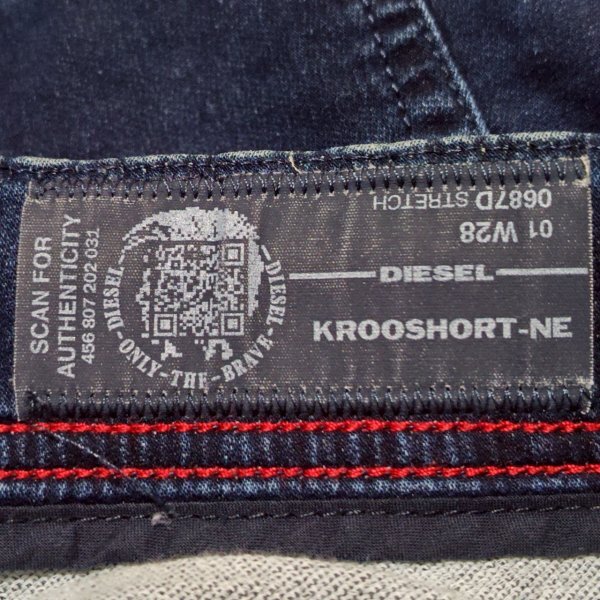 SCAN FOR
AUTHENTICITY
456 807 202 031
DIESEL
ONLY-THE-BRAVE
DIESEL
0687D STRETCH
01 W28
DIESEL
KROOSHORT-NE